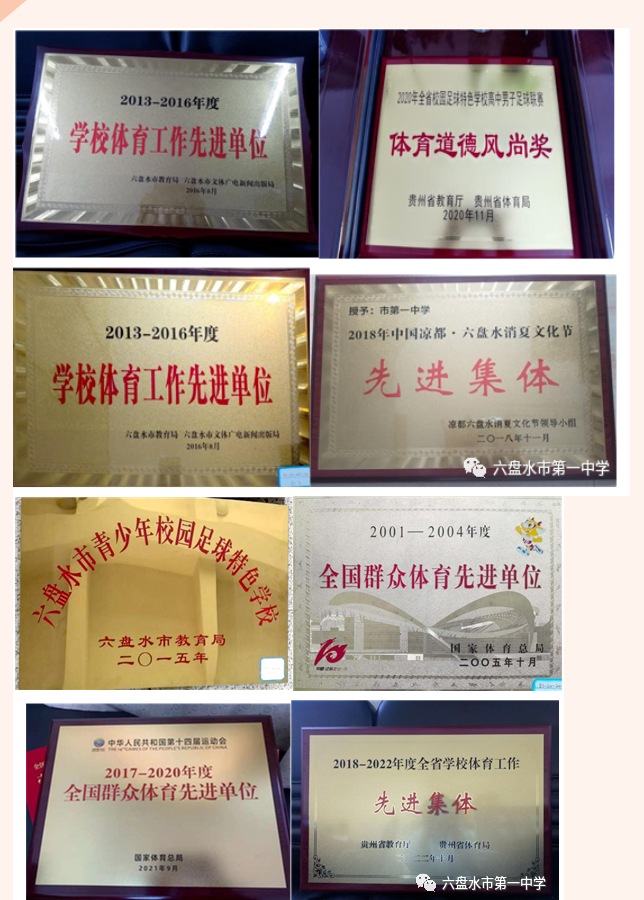 2013-2016年度
学校体育工作先进单位
六盘水市教育局 六盘水市文体广电新闻出版局
2016年8月
2020年全省校园足球特色学校高中男子足球联赛
体育道德风尚奖
贵州省教育厅 贵州省体育局
2020年11月
2013-2016年度
学校体育工作先进单位
六盘水市教育局 六盘水市文体广电新闻出版局
2016年8月
授予：市第一中学
2018年中国凉都·六盘水消夏文化节
先进集体
凉都六盘水消夏文化节领导小组
二〇一八年十一月
六盘水市第一中学
六盘水市青少年校园足球特色学校
六盘水市教育局
二〇一五年
2001—2004年度
全国群众体育先进单位
国家体育总局
二〇〇五年十月
中华人民共和国第十四届运动会
THE 14TH GAMES OF THE PEOPLE'S REPUBLIC OF CHINA
2017-2020年度
全国群众体育先进单位
国家体育总局
2021年9月
2018-2022年度全省学校体育工作
先进集体
贵州省教育厅 贵州省体育局
六盘水市第一中学